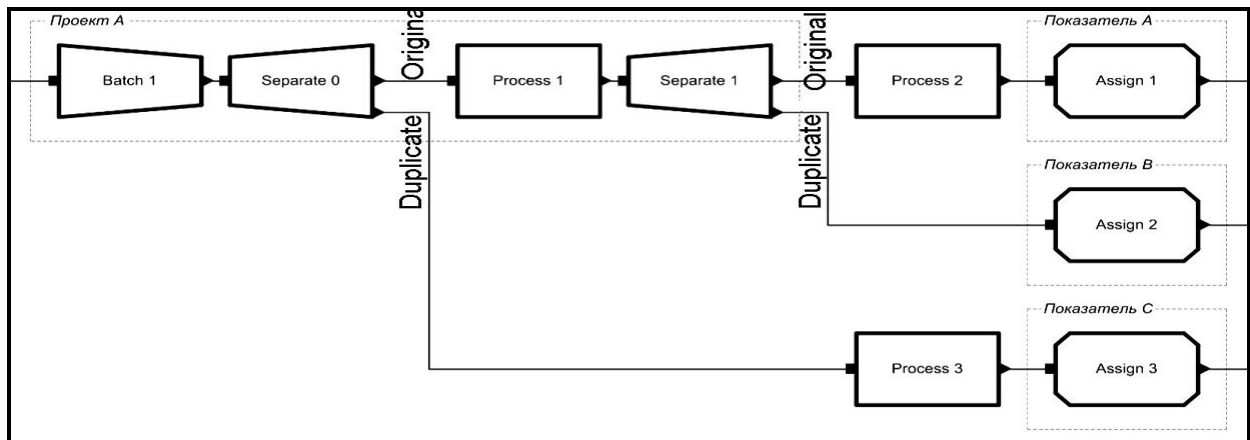 Проект A
Показатель A
Batch 1
Separate 0
Original
Process 1
Separate 1
Original
Process 2
Assign 1
Duplicate
Duplicate
Показатель B
Assign 2
Показатель C
Process 3
Assign 3